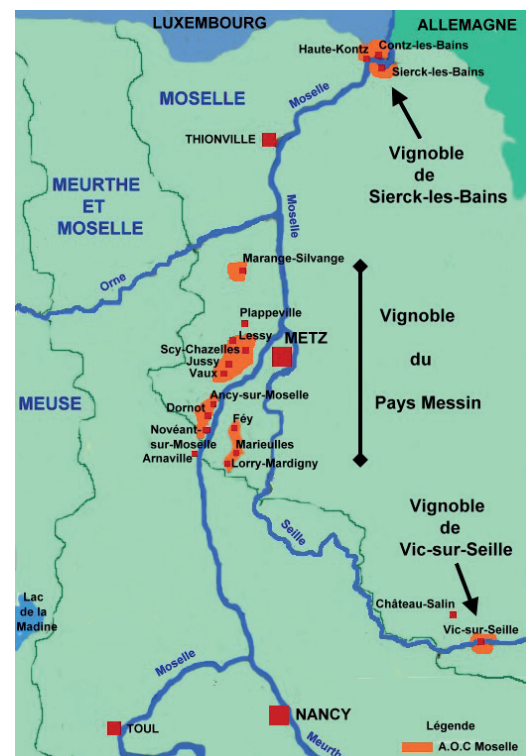 LUXEMBOURG
ALLEMAGNE
Haute-Kontz
Contz-les-Bains
Sierck-les-Bains
MOSELLE
Moselle
THIONVILLE
Vignoble
de
Sierck-les-Bains
MEURTHE
ET
MOSELLE
Moselle
Orne
Marange-Silvange
Plappeville
Lessy
METZ
Scy-Chazelles
Jussy
Vaux
Vignoble
du
Pays Messin
MEUSE
Ancy-sur-Moselle
Dornot
Novéant-
sur-Moselle
Arnaville
Féy
Marieulles
Lorry-Mardigny
Seille
Vignoble
de
Vic-sur-Seille
Lac
de la
Madine
Château-Salin
Vic-sur-Seille
Moselle
TOUL
NANCY
Meurth
Légende
A.O.C Moselle